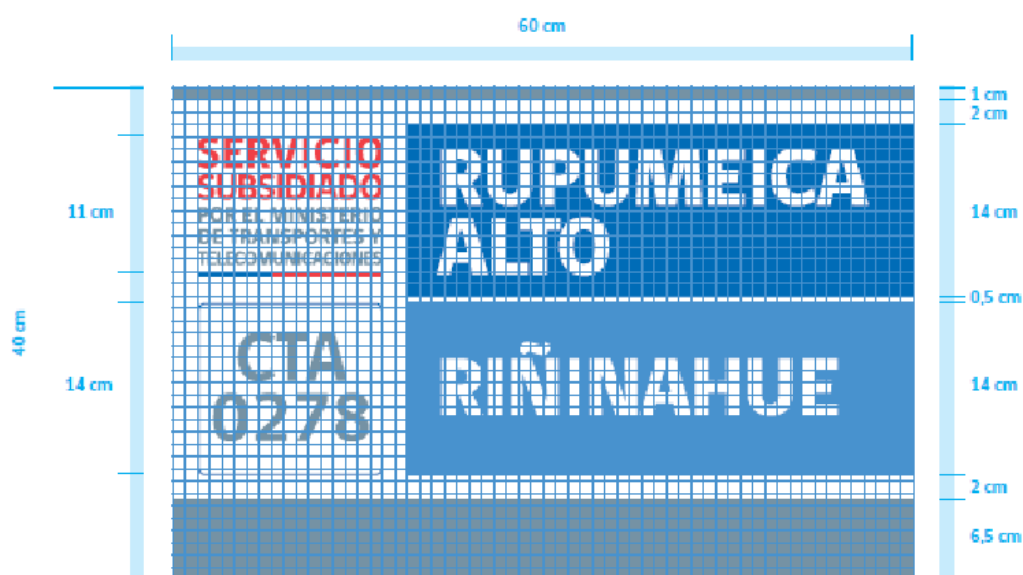 60 cm
1 cm
2 cm
SERVICIO
SUBSIDIADO
POR EL MINISTERIO
DE TRANSPORTES Y
TELECOMUNICACIONES
RUPUMEICA
ALTO
11 cm
14 cm
0,5 cm
40 cm
CTA
0278
RIÑINAHUE
14 cm
14 cm
2 cm
6,5 cm